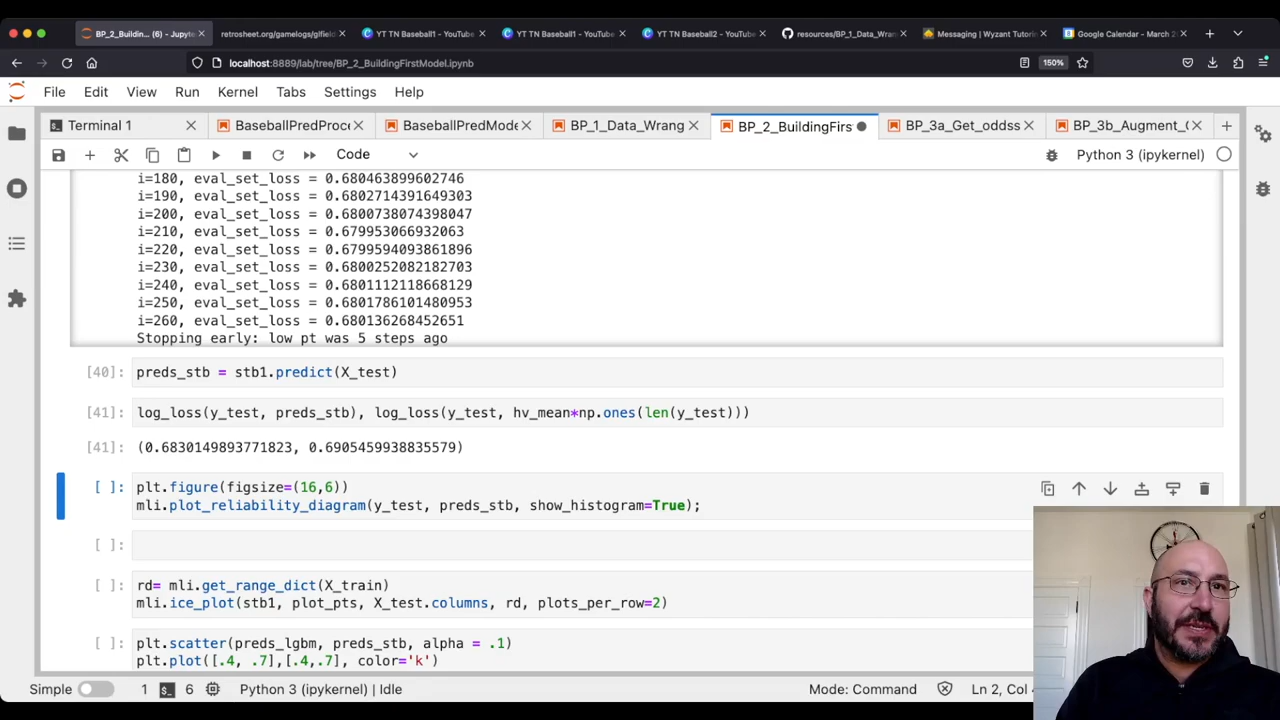 BP_2_Buildin... (6) - Jupyte
retrosheet.org/gamelogs/glfield
YT TN Baseball1 - YouTube
YT TN Baseball1 - YouTube
YT TN Baseball2 - YouTube
resources/BP_1_Data_Wran
Messaging | Wyzant Tutorin
Google Calendar - March 2
localhost:8889/lab/tree/BP_2_BuildingFirstModel.ipynb
150%
File Edit View Run Kernel Tabs Settings Help
Terminal 1
BaseballPredProce
BaseballPredMode
BP_1_Data_Wrang
BP_2_BuildingFirs
BP_3a_Get_oddss
BP_3b_Augment_
Code
Python 3 (ipykernel)
i=180, eval_set_loss = 0.680463899602746
i=190, eval_set_loss = 0.6802714391649303
i=200, eval_set_loss = 0.6800738074398047
i=210, eval_set_loss = 0.679953066932063
i=220, eval_set_loss = 0.6799594093861896
i=230, eval_set_loss = 0.6800252082182703
i=240, eval_set_loss = 0.6801112118668129
i=250, eval_set_loss = 0.6801786101480953
i=260, eval_set_loss = 0.680136268452651
Stopping early: low pt was 5 steps ago
[40]: preds_stb = stb1.predict(X_test)
[41]: log_loss(y_test, preds_stb), log_loss(y_test, hv_mean*np.ones(len(y_test)))
[41]: (0.6830149893771823, 0.6905459938835579)
[ ]: plt.figure(figsize=(16,6))
mli.plot_reliability_diagram(y_test, preds_stb, show_histogram=True);
[ ]:
[ ]: rd= mli.get_range_dict(X_train)
mli.ice_plot(stb1, plot_pts, X_test.columns, rd, plots_per_row=2)
[ ]: plt.scatter(preds_lgbm, preds_stb, alpha = .1)
plt.plot([.4, .7],[.4,.7], color='k')
Simple 1 6 Python 3 (ipykernel) | Idle Mode: Command Ln 2, Col